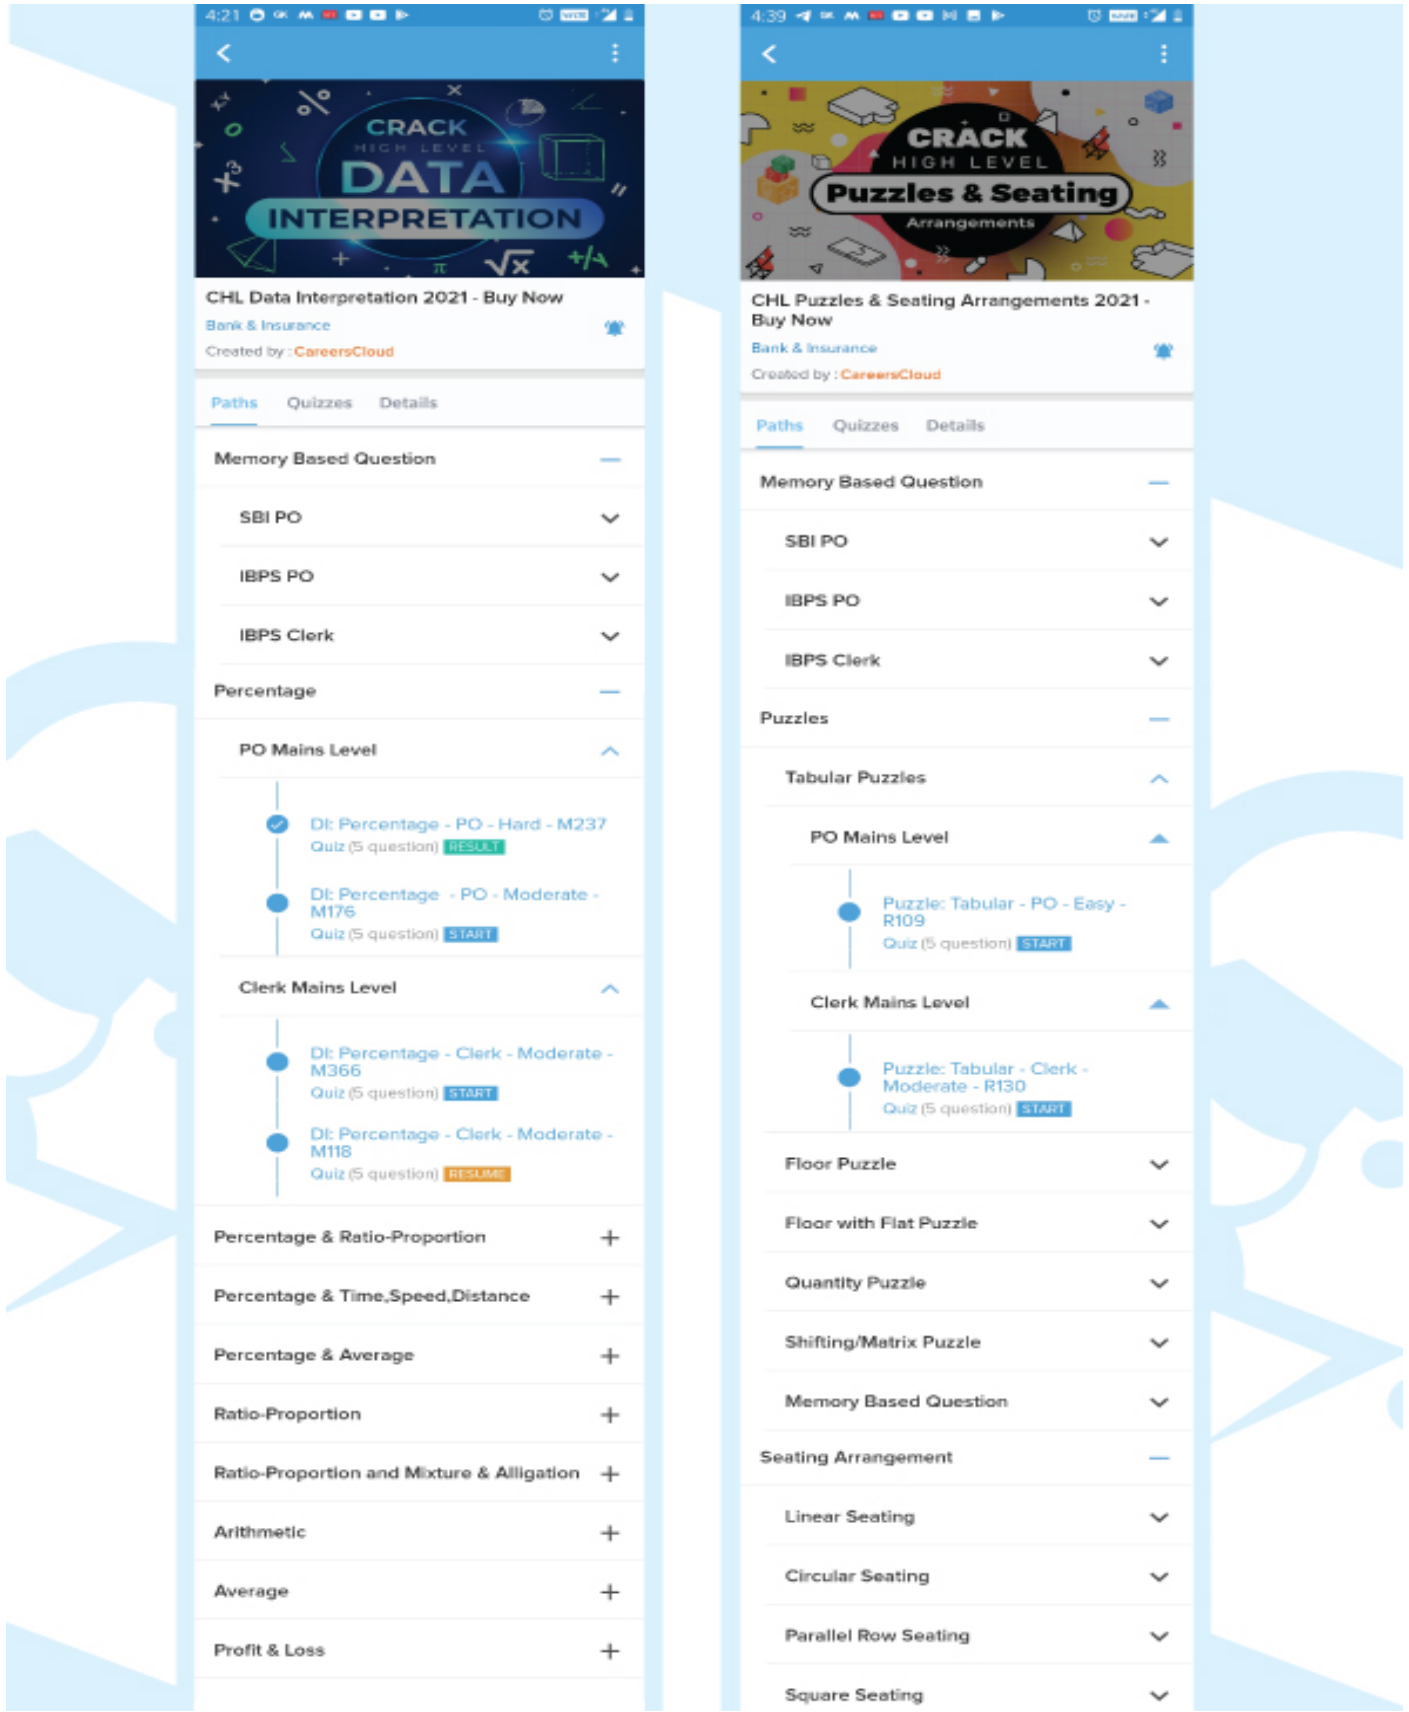 4:21
CRACK
HIGH LEVEL
DATA
INTERPRETATION
CHL Data Interpretation 2021 - Buy Now
Bank & Insurance
Created by : CareersCloud
Paths Quizzes Details
Memory Based Question
SBI PO
IBPS PO
IBPS Clerk
Percentage
PO Mains Level
DI: Percentage - PO - Hard - M237
Quiz (5 question) RESULT
DI: Percentage - PO - Moderate -
M176
Quiz (5 question) START
Clerk Mains Level
DI: Percentage - Clerk - Moderate -
M366
Quiz (5 question) START
DI: Percentage - Clerk - Moderate -
M118
Quiz (5 question) RESUME
Percentage & Ratio-Proportion
Percentage & Time,Speed,Distance
Percentage & Average
Ratio-Proportion
Ratio-Proportion and Mixture & Alligation
Arithmetic
Average
Profit & Loss
4:39
CRACK
HIGH LEVEL
Puzzles & Seating
Arrangements
CHL Puzzles & Seating Arrangements 2021 -
Buy Now
Bank & Insurance
Created by : CareersCloud
Paths Quizzes Details
Memory Based Question
SBI PO
IBPS PO
IBPS Clerk
Puzzles
Tabular Puzzles
PO Mains Level
Puzzle: Tabular - PO - Easy -
R109
Quiz (5 question) START
Clerk Mains Level
Puzzle: Tabular - Clerk -
Moderate - R130
Quiz (5 question) START
Floor Puzzle
Floor with Flat Puzzle
Quantity Puzzle
Shifting/Matrix Puzzle
Memory Based Question
Seating Arrangement
Linear Seating
Circular Seating
Parallel Row Seating
Square Seating